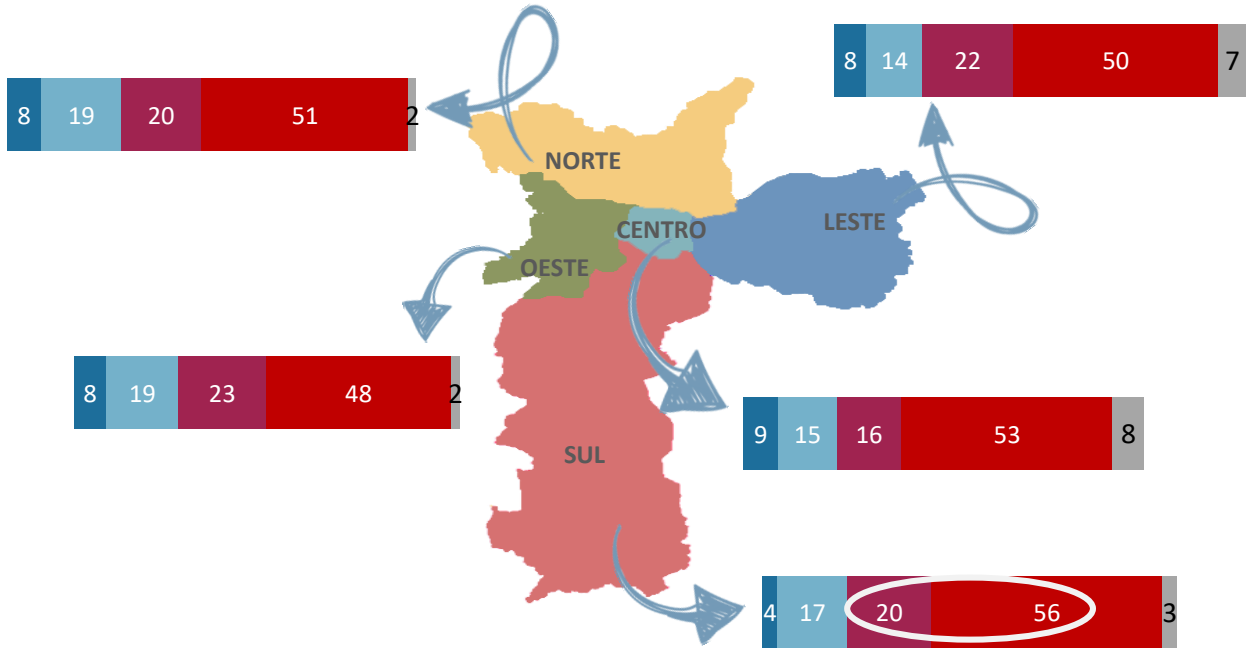 8 14 22 50 7
8 19 20 51 2
NORTE
LESTE
CENTRO
OESTE
8 19 23 48 2
9 15 16 53 8
SUL
4 17 20 56 3